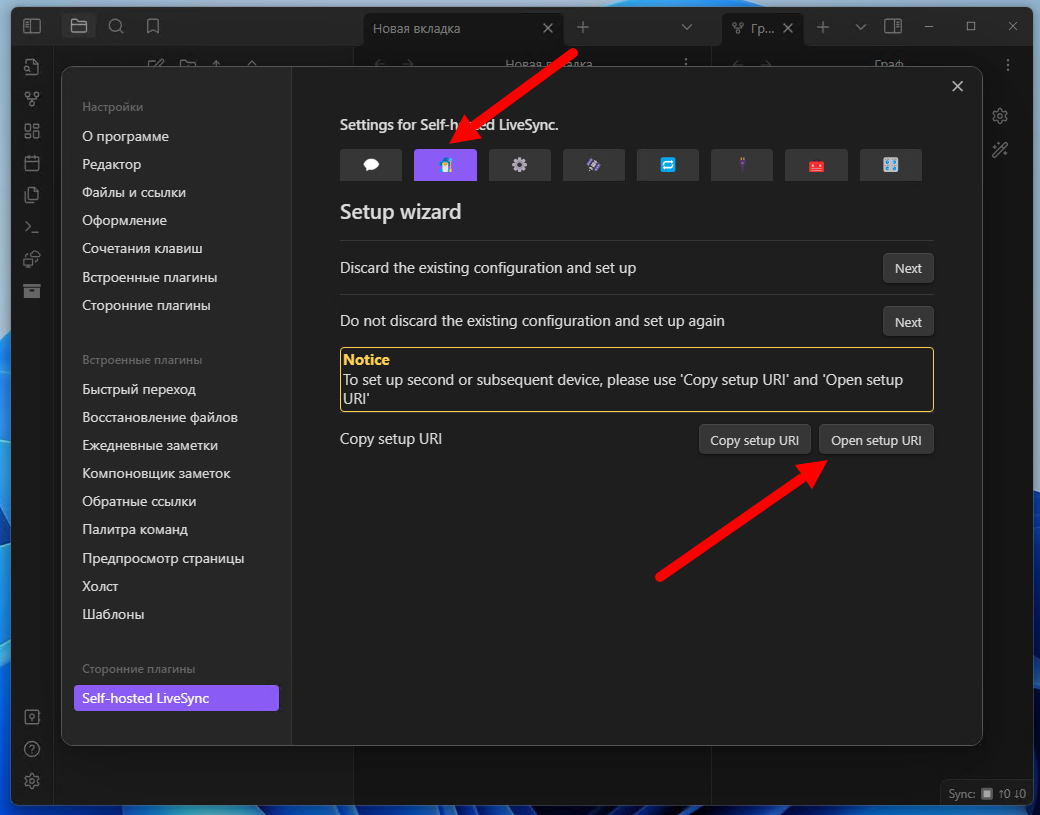 Новая вкладка
Гр...
Новая вкладка
Граф
Настройки
О программе
Редактор
Файлы и ссылки
Оформление
Сочетания клавиш
Встроенные плагины
Сторонние плагины
Встроенные плагины
Быстрый переход
Восстановление файлов
Ежедневные заметки
Компоновщик заметок
Обратные ссылки
Палитра команд
Предпросмотр страницы
Холст
Шаблоны
Сторонние плагины
Self-hosted LiveSync
Settings for Self-hosted LiveSync.
Setup wizard
Discard the existing configuration and set up
Next
Do not discard the existing configuration and set up again
Next
Notice
To set up second or subsequent device, please use 'Copy setup URI' and 'Open setup
URI'
Copy setup URI
Copy setup URI
Open setup URI
Sync: ⏹ ↑0 ↓0